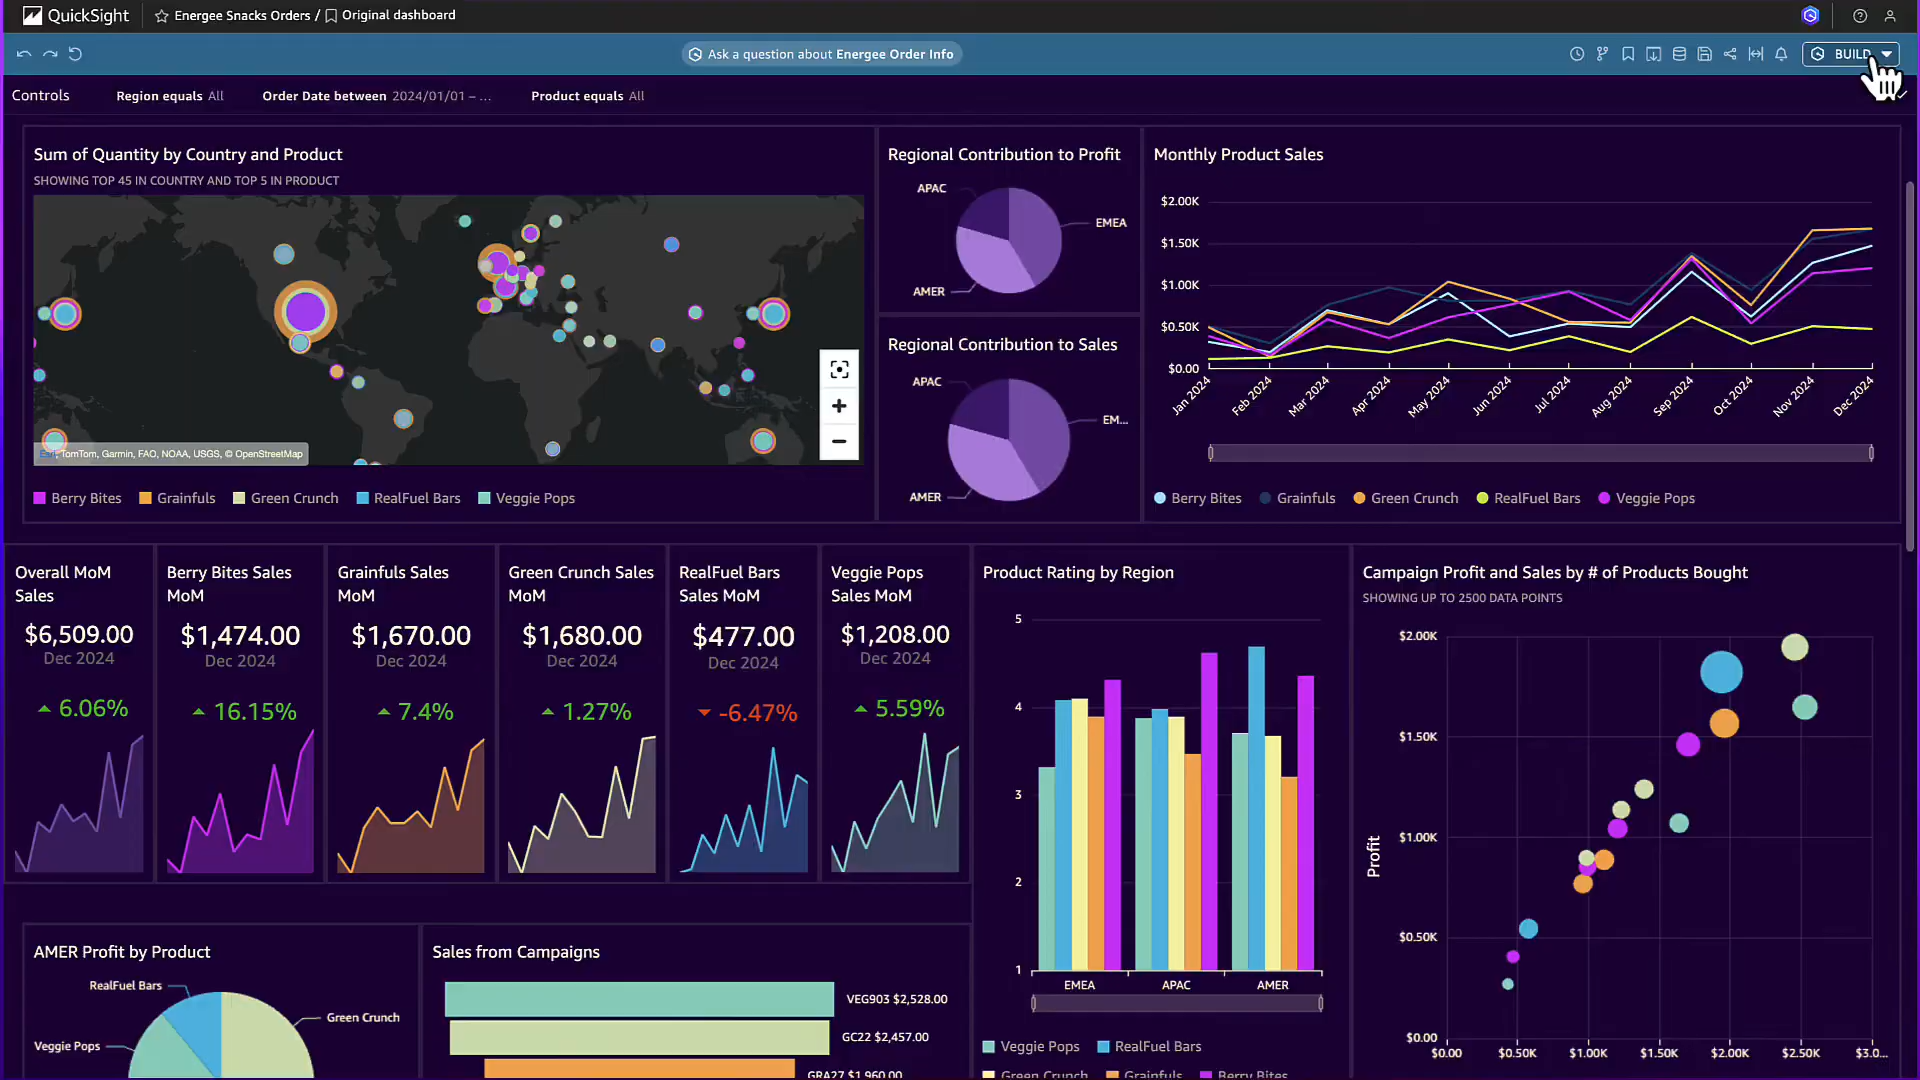 QuickSight
Energee Snacks Orders / Original dashboard
Ask a question about Energee Order Info
BUILD
Controls
Region equals All
Order Date between 2024/01/01 – ...
Product equals All
Sum of Quantity by Country and Product
SHOWING TOP 45 IN COUNTRY AND TOP 5 IN PRODUCT
Esri, TomTom, Garmin, FAO, NOAA, USGS, © OpenStreetMap
Berry Bites
Grainfuls
Green Crunch
RealFuel Bars
Veggie Pops
Regional Contribution to Profit
APAC
EMEA
AMER
Regional Contribution to Sales
APAC
EM...
AMER
Monthly Product Sales
$2.00K
$1.50K
$1.00K
$0.50K
$0.00
Jan 2024
Feb 2024
Mar 2024
Apr 2024
May 2024
Jun 2024
Jul 2024
Aug 2024
Sep 2024
Oct 2024
Nov 2024
Dec 2024
Berry Bites
Grainfuls
Green Crunch
RealFuel Bars
Veggie Pops
Overall MoM
Sales
$6,509.00
Dec 2024
6.06%
Berry Bites Sales
MoM
$1,474.00
Dec 2024
16.15%
Grainfuls Sales
MoM
$1,670.00
Dec 2024
7.4%
Green Crunch Sales
MoM
$1,680.00
Dec 2024
1.27%
RealFuel Bars
Sales MoM
$477.00
Dec 2024
-6.47%
Veggie Pops
Sales MoM
$1,208.00
Dec 2024
5.59%
Product Rating by Region
5
4
3
2
1
EMEA
APAC
AMER
Veggie Pops
RealFuel Bars
Green Crunch
Grainfuls
Berry Bites
Campaign Profit and Sales by # of Products Bought
SHOWING UP TO 2500 DATA POINTS
Profit
$2.00K
$1.50K
$1.00K
$0.50K
$0.00
$0.00
$0.50K
$1.00K
$1.50K
$2.00K
$2.50K
$3.0...
AMER Profit by Product
RealFuel Bars
Green Crunch
Veggie Pops
Sales from Campaigns
VEG903 $2,528.00
GC22 $2,457.00
GRA27 $1,960.00